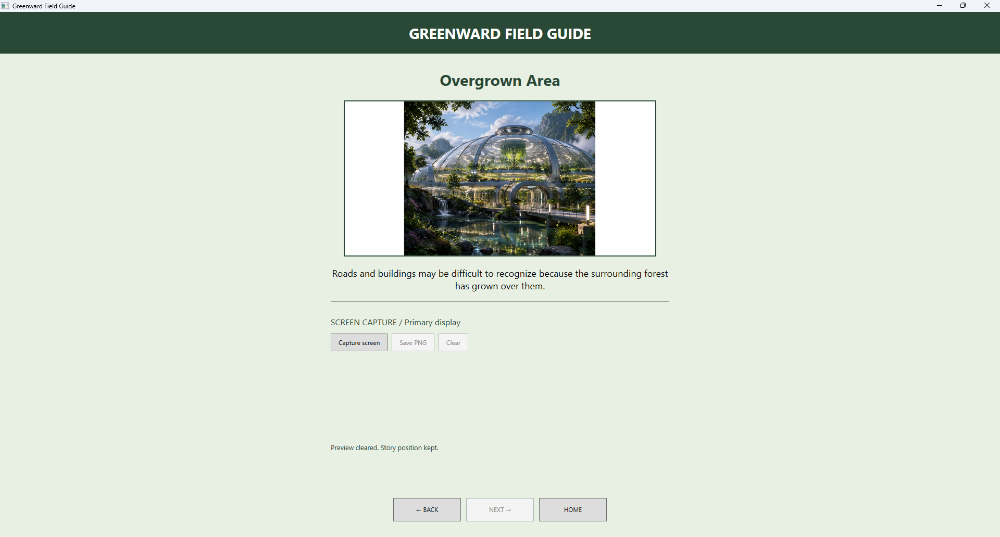 Greenward Field Guide
GREENWARD FIELD GUIDE
Overgrown Area
Roads and buildings may be difficult to recognize because the surrounding forest
has grown over them.
SCREEN CAPTURE / Primary display
Capture screen
Save PNG
Clear
Preview cleared. Story position kept.
← BACK
NEXT →
HOME